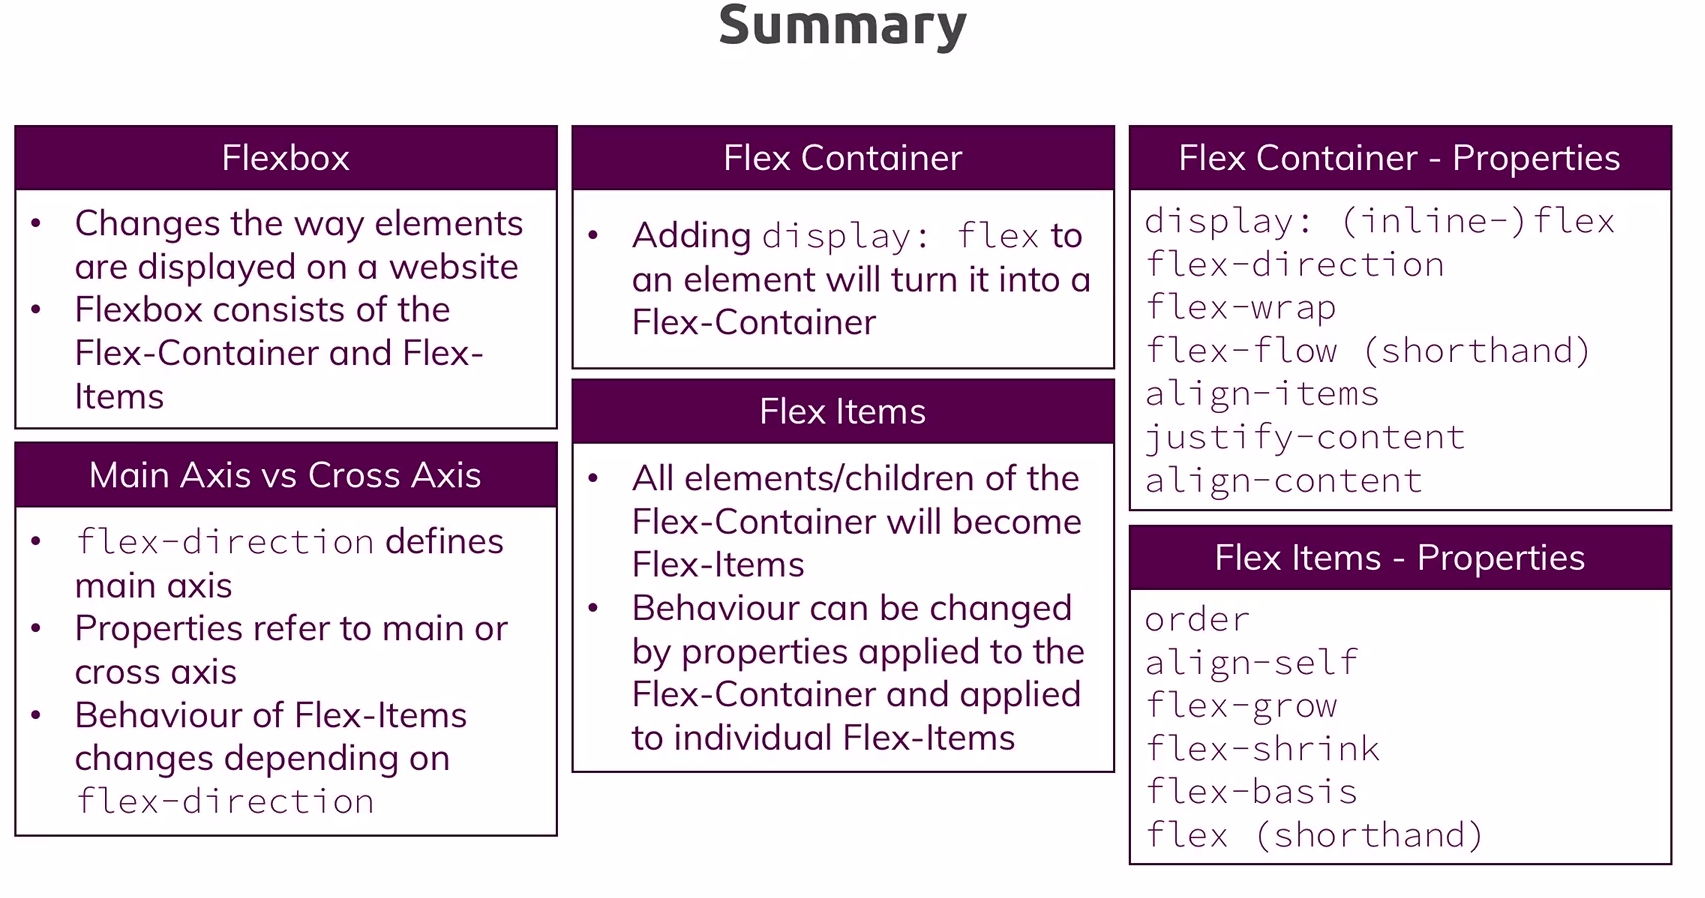 Summary
Flexbox
• Changes the way elements
are displayed on a website
• Flexbox consists of the
Flex-Container and Flex-
Items
Main Axis vs Cross Axis
• flex-direction defines
main axis
• Properties refer to main or
cross axis
• Behaviour of Flex-Items
changes depending on
flex-direction
Flex Container
• Adding display: flex to
an element will turn it into a
Flex-Container
Flex Items
• All elements/children of the
Flex-Container will become
Flex-Items
• Behaviour can be changed
by properties applied to the
Flex-Container and applied
to individual Flex-Items
Flex Container - Properties
display: (inline-)flex
flex-direction
flex-wrap
flex-flow (shorthand)
align-items
justify-content
align-content
Flex Items - Properties
order
align-self
flex-grow
flex-shrink
flex-basis
flex (shorthand)